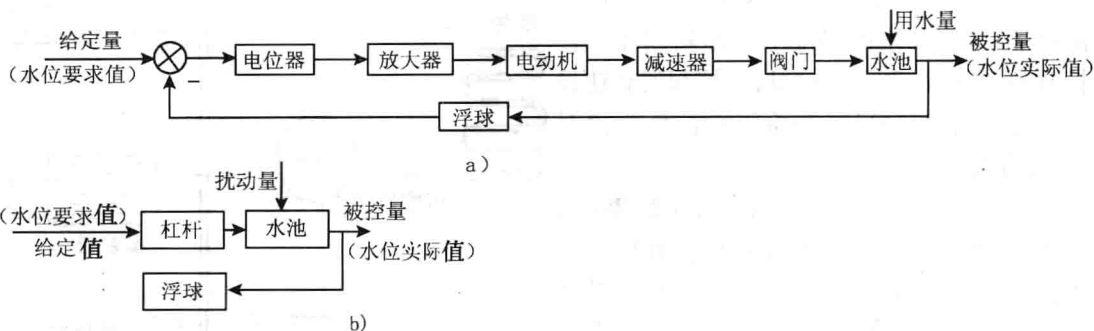 用水量
给定量
被控量
(水位要求值)
电位器
放大器
电动机
减速器
阀门
水池
(水位实际值)
−
浮球
a)
扰动量
(水位要求值)
被控量
杠杆
水池
给定值
(水位实际值)
浮球
b)